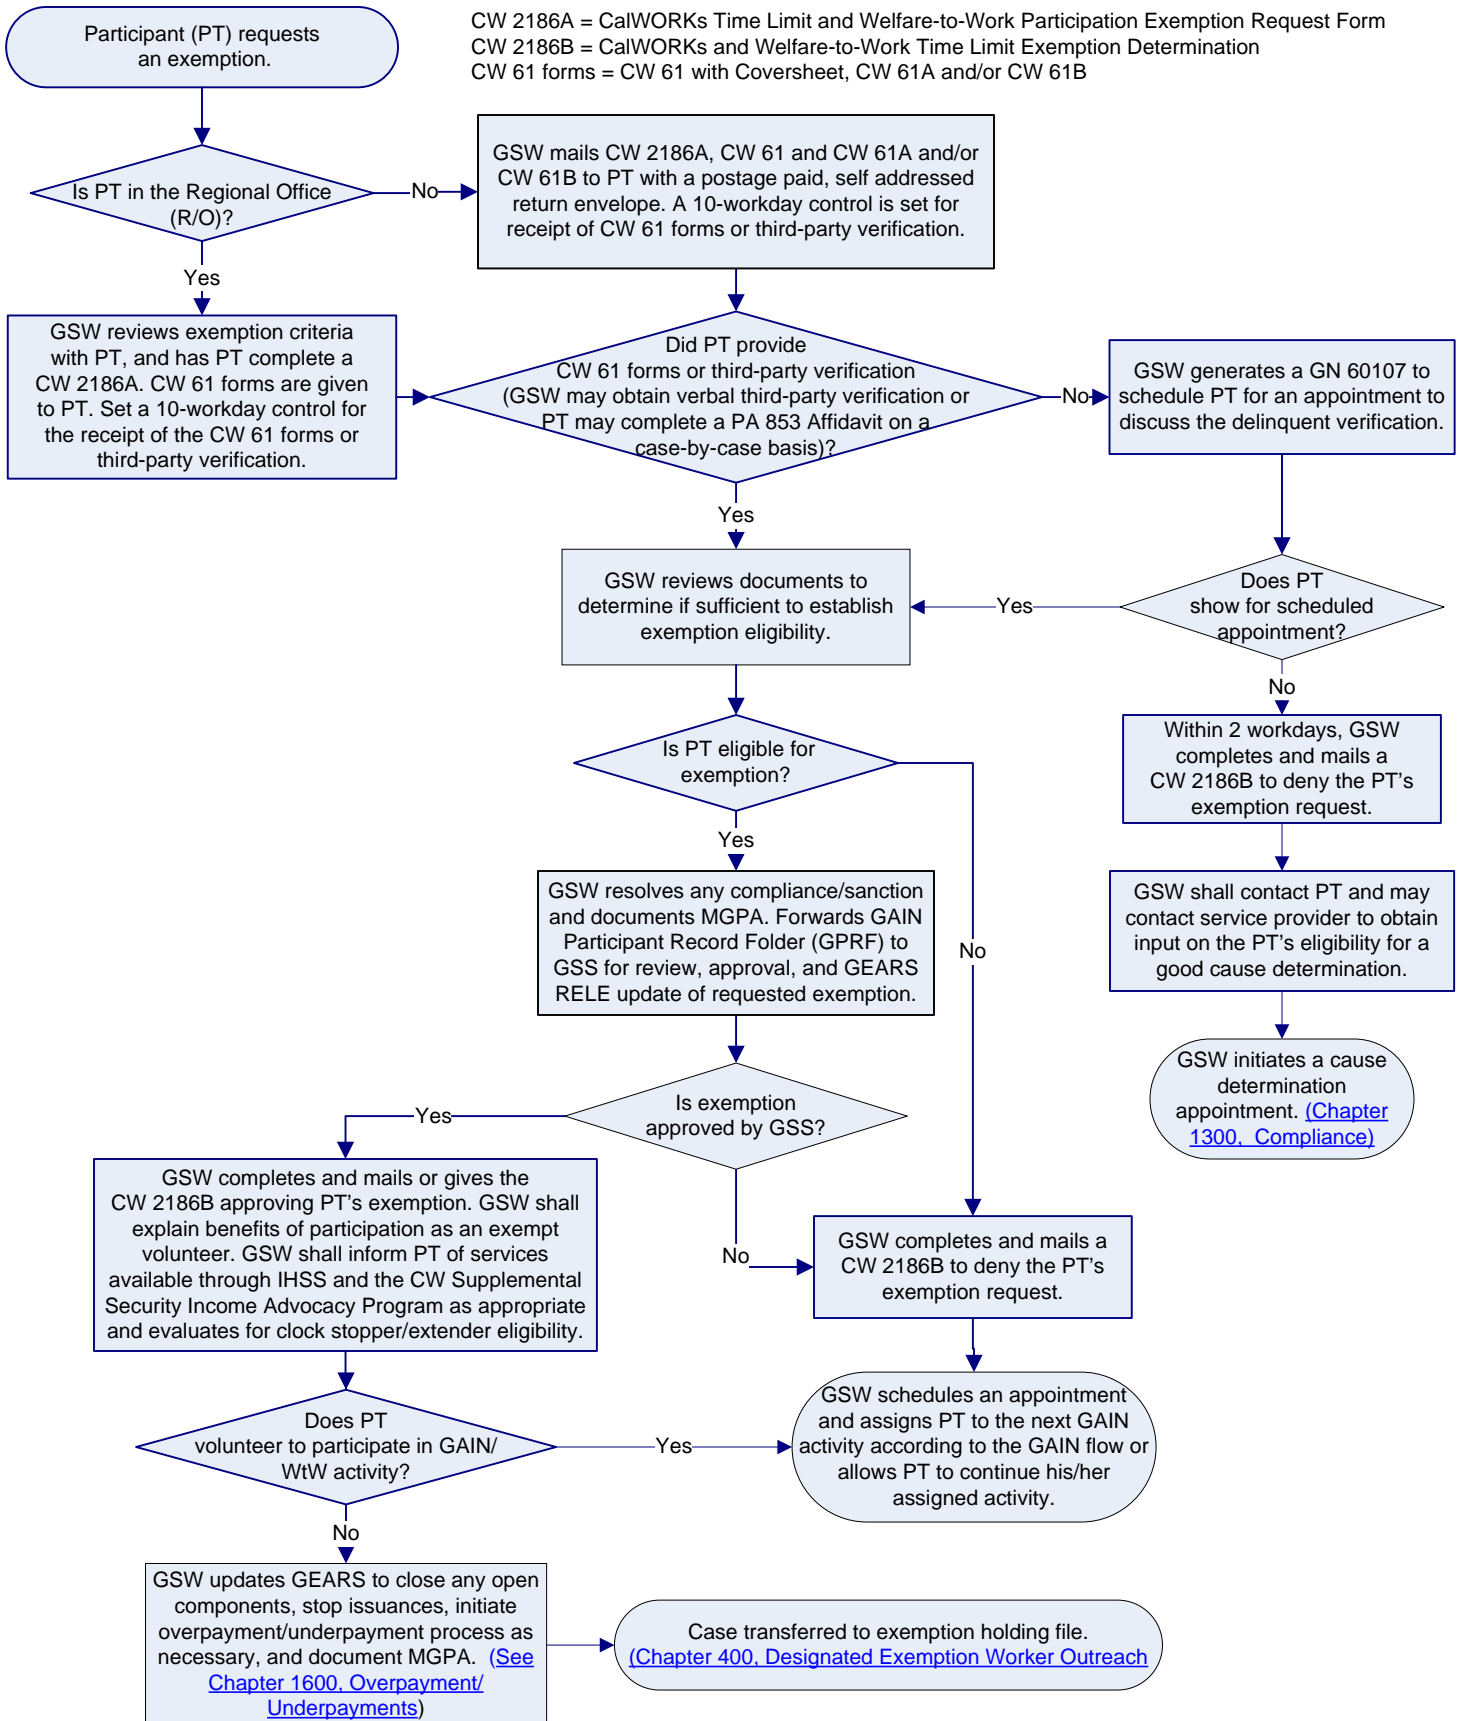 CW 2186A = CalWORKs Time Limit and Welfare-to-Work Participation Exemption Request Form
CW 2186B = CalWORKs and Welfare-to-Work Time Limit Exemption Determination
CW 61 forms = CW 61 with Coversheet, CW 61A and/or CW 61B
Participant (PT) requests
an exemption.
Is PT in the Regional Office
(R/O)?
No
GSW mails CW 2186A, CW 61 and CW 61A and/or
CW 61B to PT with a postage paid, self addressed
return envelope. A 10-workday control is set for
receipt of CW 61 forms or third-party verification.
Yes
GSW reviews exemption criteria
with PT, and has PT complete a
CW 2186A. CW 61 forms are given
to PT. Set a 10-workday control for
the receipt of the CW 61 forms or
third-party verification.
Did PT provide
CW 61 forms or third-party verification
(GSW may obtain verbal third-party verification or
PT may complete a PA 853 Affidavit on a
case-by-case basis)?
No
GSW generates a GN 60107 to
schedule PT for an appointment to
discuss the delinquent verification.
Yes
GSW reviews documents to
determine if sufficient to establish
exemption eligibility.
Yes
Does PT
show for scheduled
appointment?
No
Within 2 workdays, GSW
completes and mails a
CW 2186B to deny the PT's
exemption request.
Is PT eligible for
exemption?
Yes
No
GSW resolves any compliance/sanction
and documents MGPA. Forwards GAIN
Participant Record Folder (GPRF) to
GSS for review, approval, and GEARS
RELE update of requested exemption.
GSW shall contact PT and may
contact service provider to obtain
input on the PT's eligibility for a
good cause determination.
GSW initiates a cause
determination
appointment. (Chapter
1300,  Compliance)
Is exemption
approved by GSS?
Yes
No
GSW completes and mails or gives the
CW 2186B approving PT's exemption. GSW shall
explain benefits of participation as an exempt
volunteer. GSW shall inform PT of services
available through IHSS and the CW Supplemental
Security Income Advocacy Program as appropriate
and evaluates for clock stopper/extender eligibility.
GSW completes and mails a
CW 2186B to deny the PT's
exemption request.
Does PT
volunteer to participate in GAIN/
WtW activity?
Yes
GSW schedules an appointment
and assigns PT to the next GAIN
activity according to the GAIN flow or
allows PT to continue his/her
assigned activity.
No
GSW updates GEARS to close any open
components, stop issuances, initiate
overpayment/underpayment process as
necessary, and document MGPA.  (See
Chapter 1600, Overpayment/
Underpayments)
Case transferred to exemption holding file.
(Chapter 400, Designated Exemption Worker Outreach